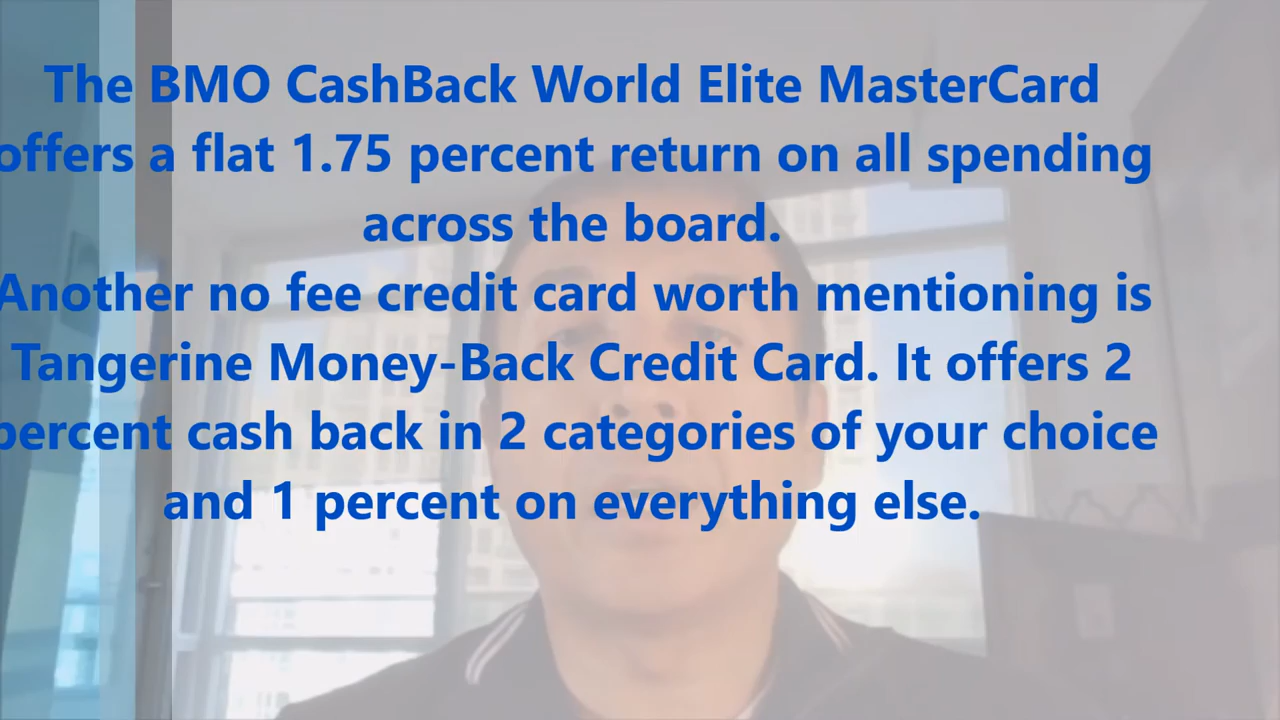 The BMO CashBack World Elite MasterCard
offers a flat 1.75 percent return on all spending
across the board.
Another no fee credit card worth mentioning is
Tangerine Money-Back Credit Card. It offers 2
percent cash back in 2 categories of your choice
and 1 percent on everything else.